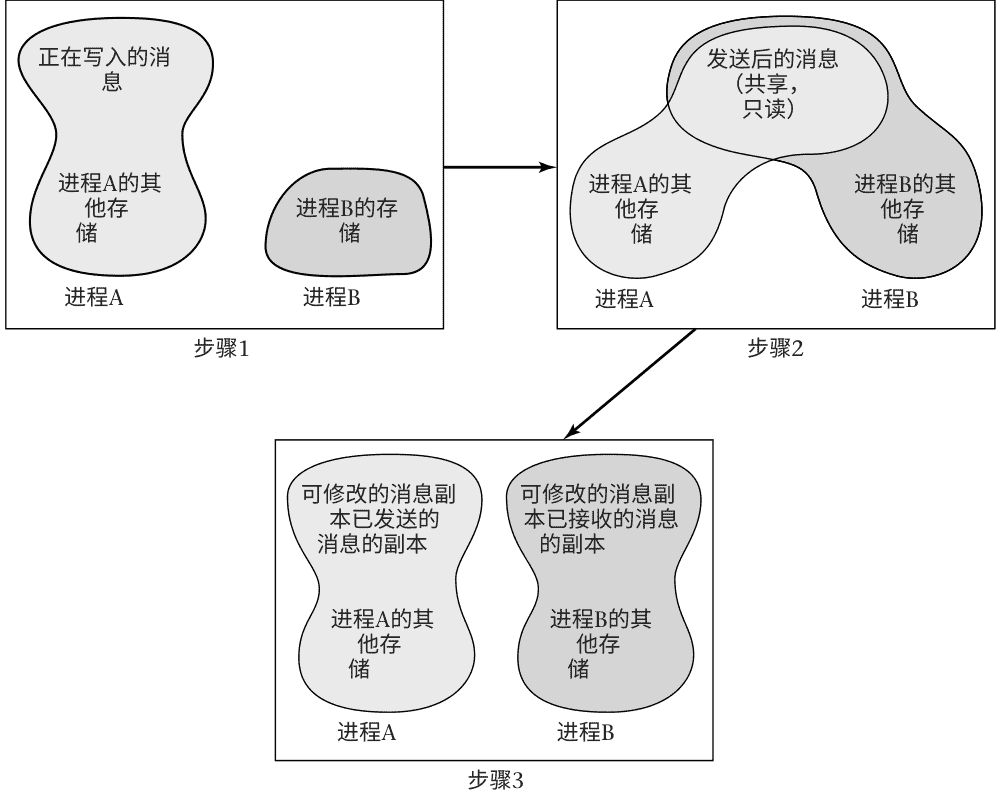 正在写入的消
息
进程A的其
他存
储
进程B的存
储
进程A
进程B
步骤1
发送后的消息
（共享，
只读）
进程A的其
他存
储
进程B的其
他存
储
进程A
进程B
步骤2
可修改的消息副
本已发送的
消息的副本
进程A的其
他存
储
可修改的消息副
本已接收的消息
的副本
进程B的其
他存
储
进程A
进程B
步骤3